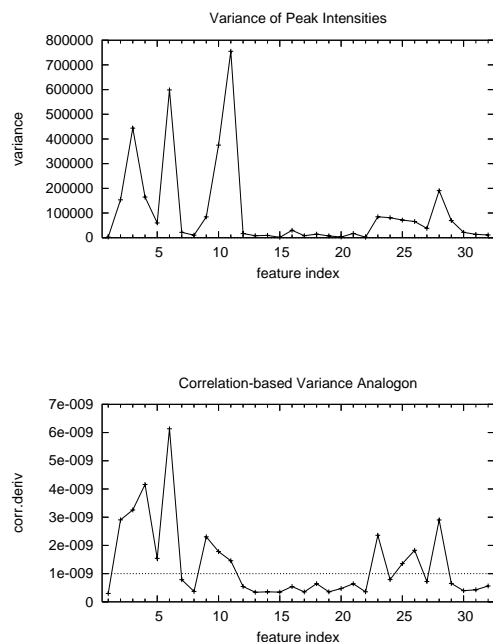 Variance of Peak Intensities
800000
700000
600000
500000
400000
300000
200000
100000
0
variance
5 10 15 20 25 30
feature index
Correlation-based Variance Analogon
7e-009
6e-009
5e-009
4e-009
3e-009
2e-009
1e-009
0
corr.deriv
5 10 15 20 25 30
feature index